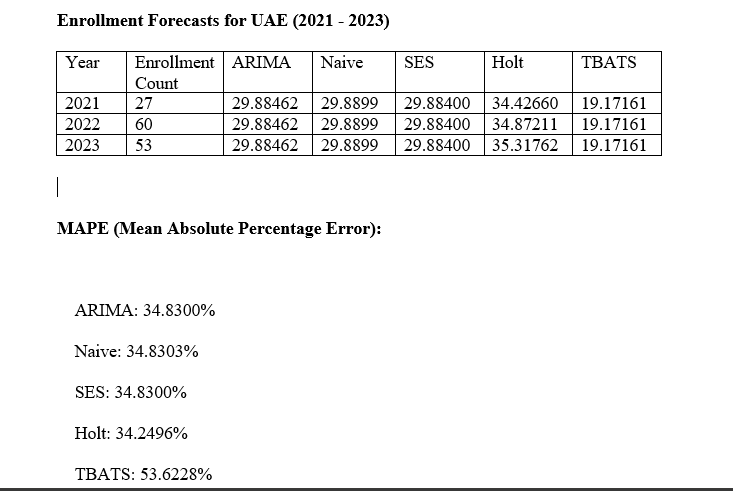 Enrollment Forecasts for UAE (2021 - 2023)
Year Enrollment Count ARIMA Naive SES Holt TBATS
2021 27 29.88462 29.8899 29.88400 34.42660 19.17161
2022 60 29.88462 29.8899 29.88400 34.87211 19.17161
2023 53 29.88462 29.8899 29.88400 35.31762 19.17161
MAPE (Mean Absolute Percentage Error):
ARIMA: 34.8300%
Naive: 34.8303%
SES: 34.8300%
Holt: 34.2496%
TBATS: 53.6228%